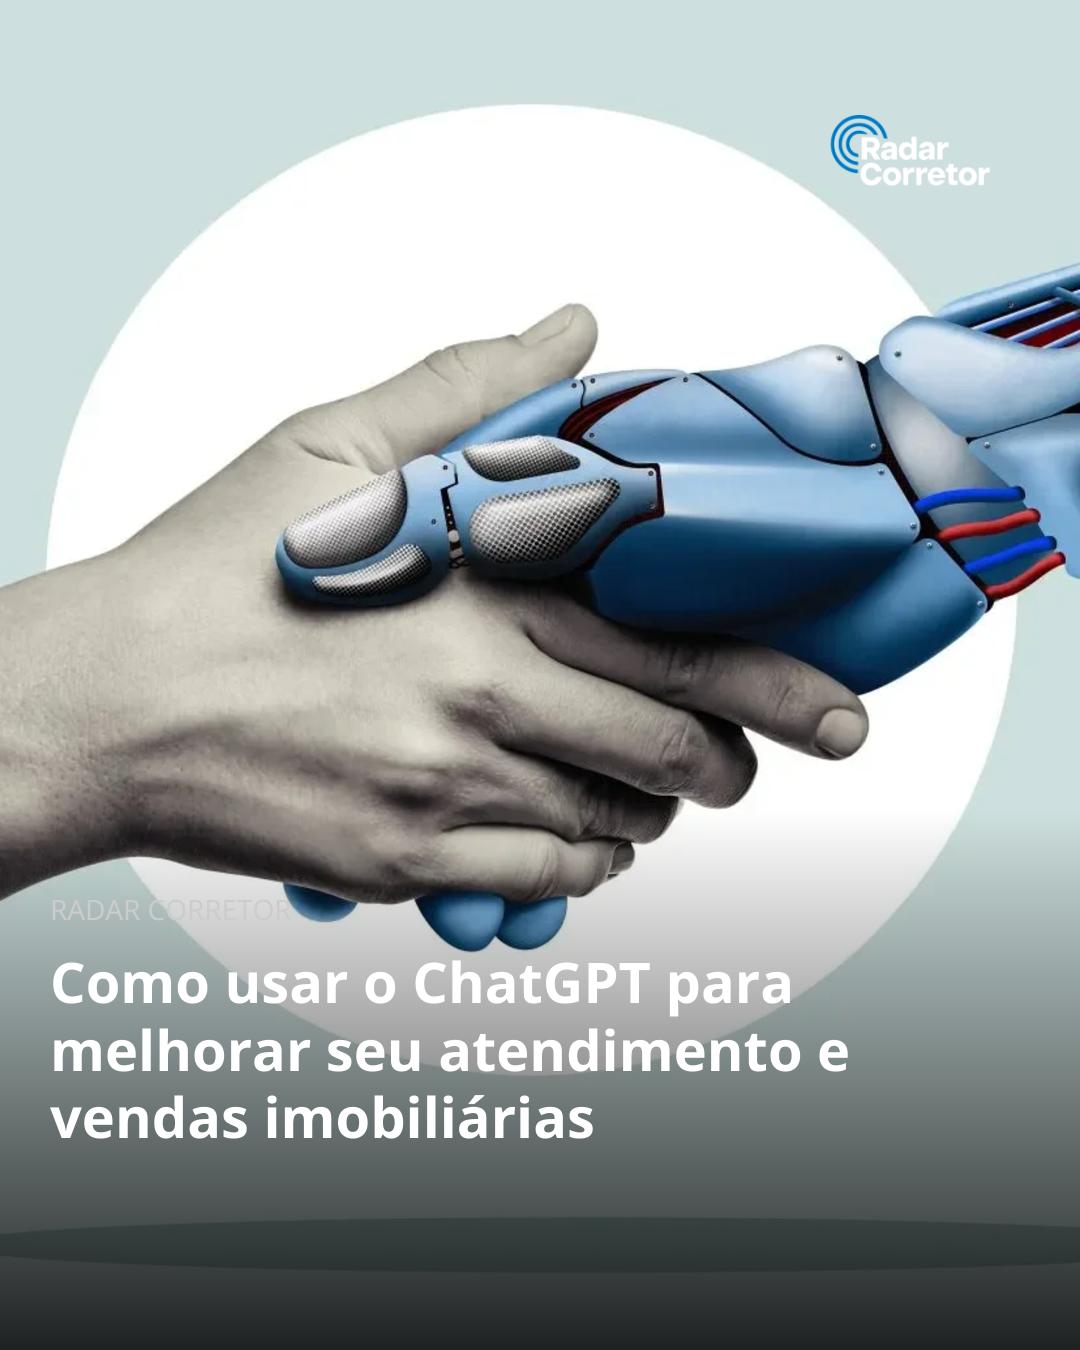 Radar
Corretor
RADAR CORRETOR
Como usar o ChatGPT para
melhorar seu atendimento e
vendas imobiliárias